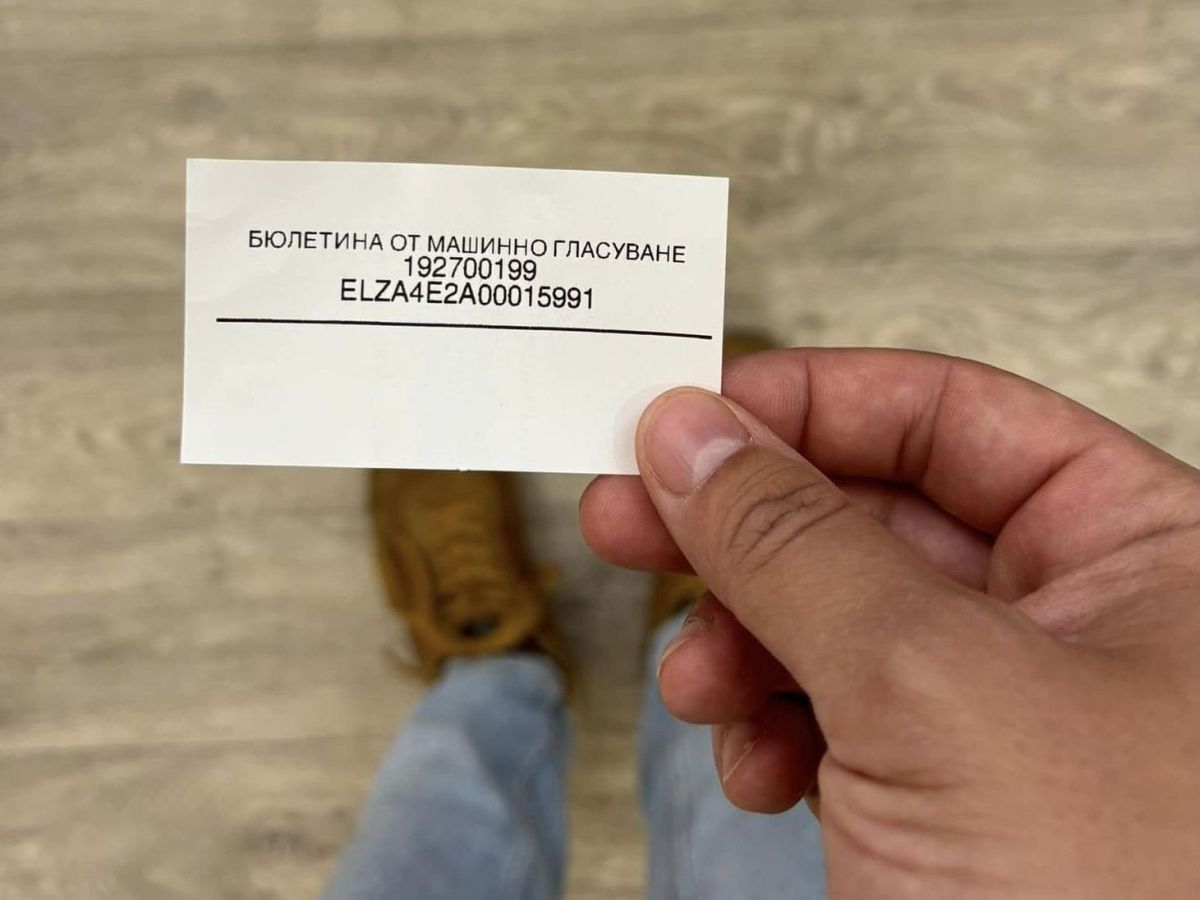 БЮЛЕТИНА ОТ МАШИННО ГЛАСУВАНЕ
192700199
ELZA4E2A00015991